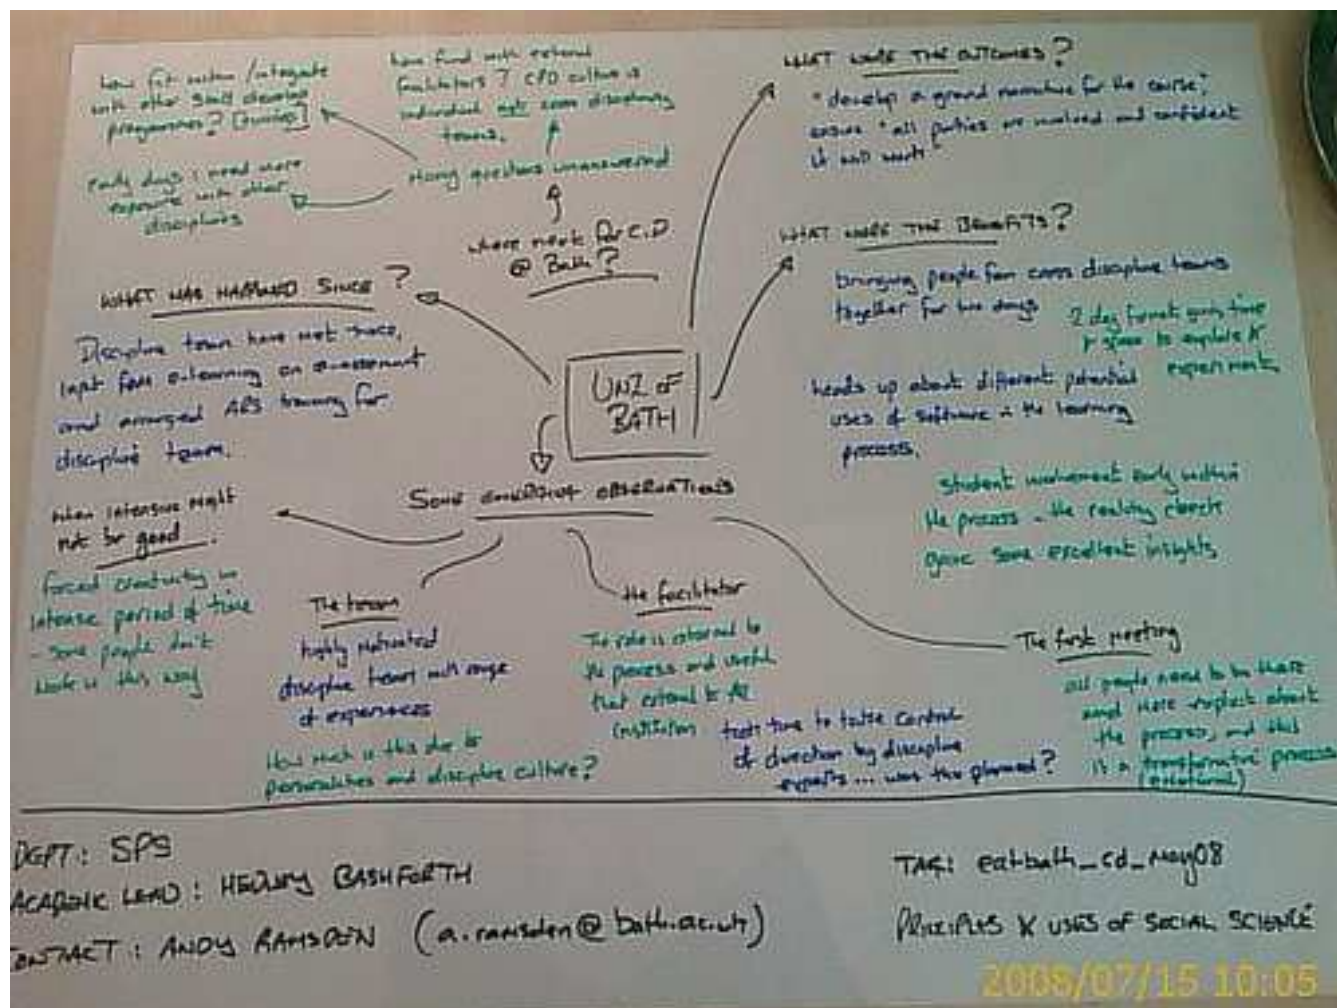 how fit within / integrate
with other staff develop
programmes?
how fund with external
facilitators? CPD culture is
individual not cross discipline
teams.
early days; need more
exposure with other
disciplines
Many questions unanswered
where next for C.D
@ Bath?
WHAT WERE THE OUTCOMES?
"develop a grand narrative for the course",
ensure "all parties are involved and confident
it will work"
WHAT WERE THE BENEFITS?
bringing people from cross discipline teams
together for two days
2 day format gives time
& space to explore &
experiment
heads up about different potential
uses of software in the learning
process.
Student involvement early within
the process - the reality check
gave some excellent insights
WHAT HAS HAPPENED SINCE?
Discipline team have met since,
input from e-learning on e-assessment
and arranged ARS training for
discipline team.
UNI OF
BATH
SOME EMERGING OBSERVATIONS
when intensive might
not be good.
forced creativity in
intense period of time
- some people don't
work in this way
The team
highly motivated
discipline team with range
of experiences
How much is this due to
personalities and discipline culture?
the facilitator
The role is external to
the process and useful
that external to the
institution
took time to take control
of direction by discipline
experts... was this planned?
The first meeting
all people need to be there
and more explicit about
the process, and this
is a transformative process
DEPT: SPS
ACADEMIC LEAD: HEDLEY BASHFORTH
CONTACT: ANDY RAMSDEN (a.ramsden@bath.ac.uk)
TAG: eatbath_cd_may08
PRINCIPLES & USES OF SOCIAL SCIENCE
2008/07/15 10:05